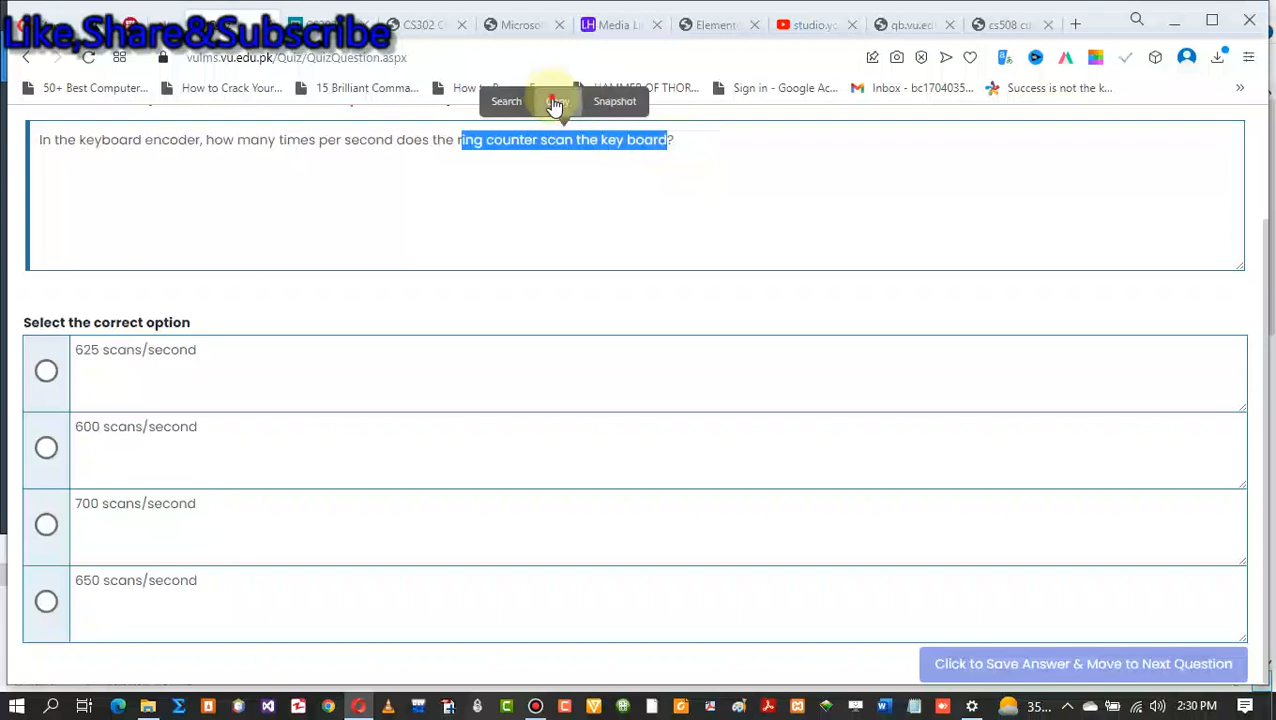 Like,Share&Subscribe
CS302
Microso
Media Li
Element
studio.yo
qb.vu.ed
cs508 cu
vulms.vu.edu.pk/Quiz/QuizQuestion.aspx
50+ Best Computer...
How to Crack Your...
15 Brilliant Comma...
HAMMER OF THOR...
Sign in - Google Ac...
Inbox - bc1704035...
Success is not the k...
Search
Snapshot
In the keyboard encoder, how many times per second does the ring counter scan the key board?
Select the correct option
625 scans/second
600 scans/second
700 scans/second
650 scans/second
Click to Save Answer & Move to Next Question
35...
2:30 PM